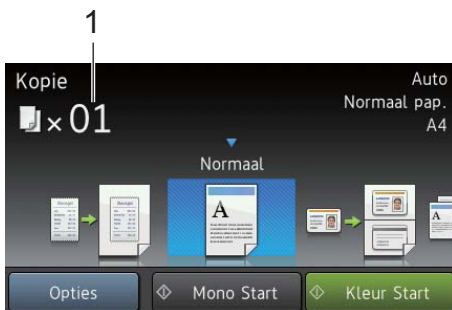 1
Kopie
× 01
Auto
Normaal pap.
A4
Normaal
A
A
Opties
Mono Start
Kleur Start